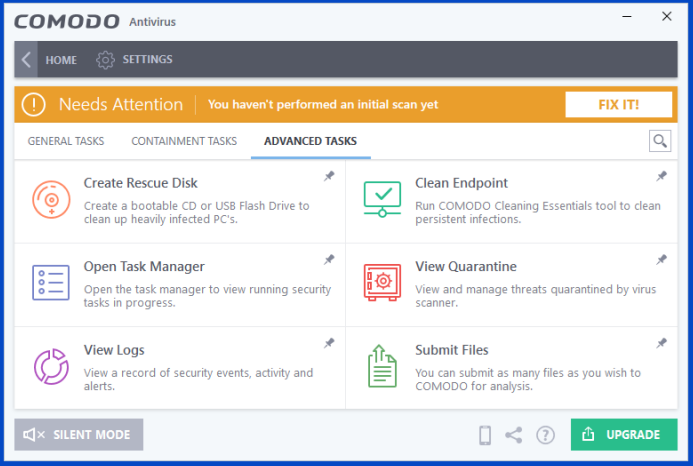 COMODO Antivirus
HOME SETTINGS
Needs Attention You haven't performed an initial scan yet FIX IT!
GENERAL TASKS CONTAINMENT TASKS ADVANCED TASKS
Create Rescue Disk
Create a bootable CD or USB Flash Drive to
clean up heavily infected PC's.
Clean Endpoint
Run COMODO Cleaning Essentials tool to clean
persistent infections.
Open Task Manager
Open the task manager to view running security
tasks in progress.
View Quarantine
View and manage threats quarantined by virus
scanner.
View Logs
View a record of security events, activity and
alerts.
Submit Files
You can submit as many files as you wish to
COMODO for analysis.
SILENT MODE UPGRADE